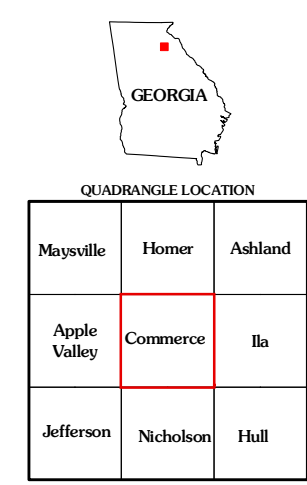 GEORGIA
QUADRANGLE LOCATION
Maysville Homer Ashland
Apple
Valley Commerce Ila
Jefferson Nicholson Hull